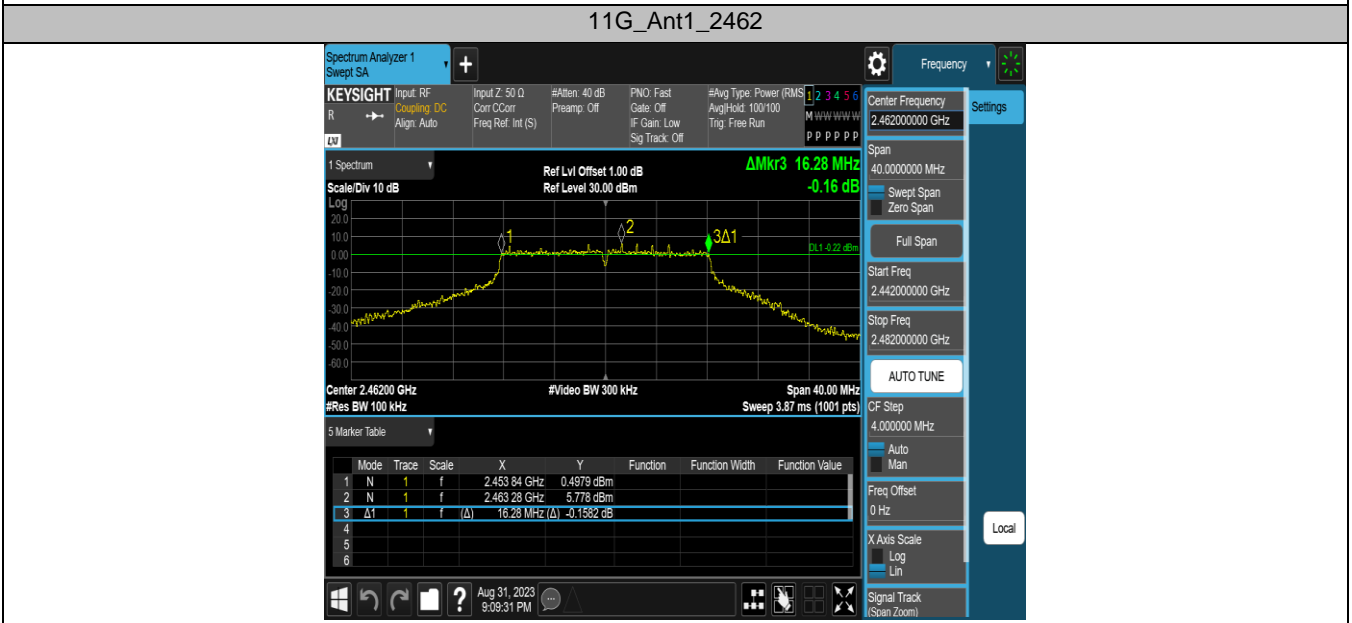 11G_Ant1_2462
Spectrum Analyzer 1
Swept SA
+
Frequency
KEYSIGHT
R
LXI
Input: RF
Coupling: DC
Align: Auto
Input Z: 50 Ω
Corr CCorr
Freq Ref: Int (S)
#Atten: 40 dB
Preamp: Off
PNO: Fast
Gate: Off
IF Gain: Low
Sig Track: Off
#Avg Type: Power (RMS
Avg|Hold: 100/100
Trig: Free Run
1 2 3 4 5 6
M W W W W W
P P P P P P
1 Spectrum
Scale/Div 10 dB
Ref Lvl Offset 1.00 dB
Ref Level 30.00 dBm
ΔMkr3 16.28 MHz
-0.16 dB
Log
20.0
10.0
0.00
-10.0
-20.0
-30.0
-40.0
-50.0
-60.0
1
2
3Δ1
DL1 -0.22 dBm
Center 2.46200 GHz
#Res BW 100 kHz
#Video BW 300 kHz
Span 40.00 MHz
Sweep 3.87 ms (1001 pts)
5 Marker Table
Mode Trace Scale X Y Function Function Width Function Value
1 N 1 f 2.453 84 GHz 0.4979 dBm
2 N 1 f 2.463 28 GHz 5.778 dBm
3 Δ1 1 f (Δ) 16.28 MHz (Δ) -0.1582 dB
4
5
6
?
Aug 31, 2023
9:09:31 PM
Center Frequency
2.462000000 GHz
Settings
Span
40.0000000 MHz
Swept Span
Zero Span
Full Span
Start Freq
2.442000000 GHz
Stop Freq
2.482000000 GHz
AUTO TUNE
CF Step
4.000000 MHz
Auto
Man
Freq Offset
0 Hz
Local
X Axis Scale
Log
Lin
Signal Track
(Span Zoom)